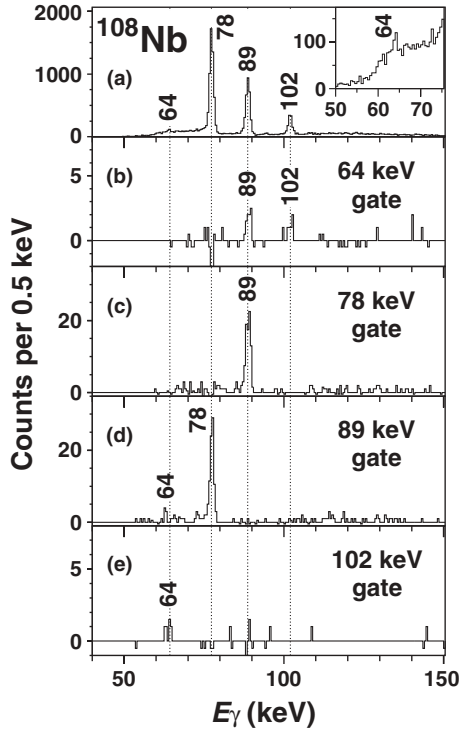 ¹⁰⁸Nb
2000
1000
0
(a)
64
78
89
102
100
0
64
50 60 70
(b)
5
0
89
102
64 keV
gate
(c)
20
0
89
78 keV
gate
(d)
20
0
64
78
89 keV
gate
(e)
5
0
64
102 keV
gate
50 100 150
Eγ (keV)
Counts per 0.5 keV